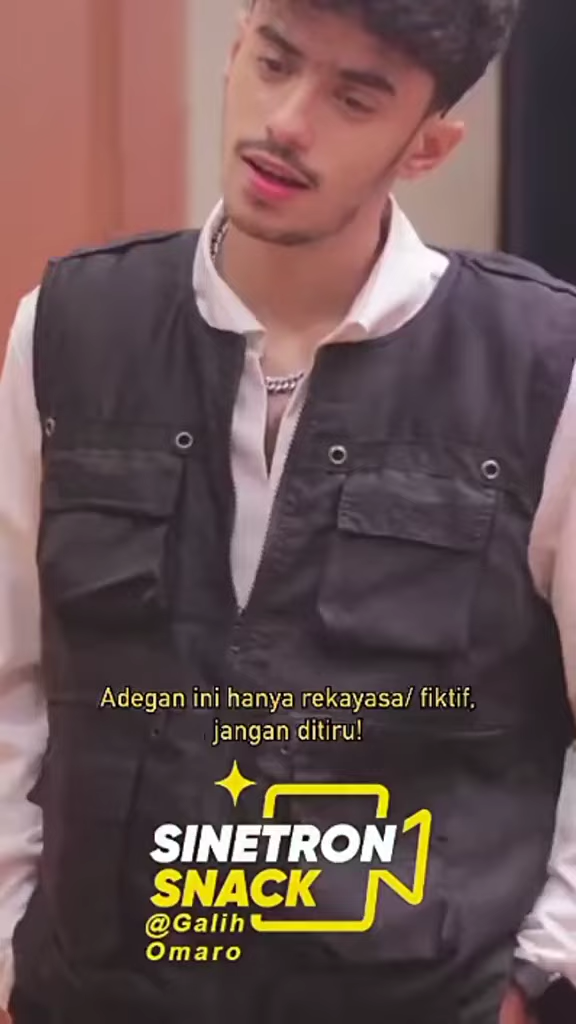 Adegan ini hanya rekayasa/ fiktif,
jangan ditiru!
SINETRON
SNACK
@Galih
Omaro